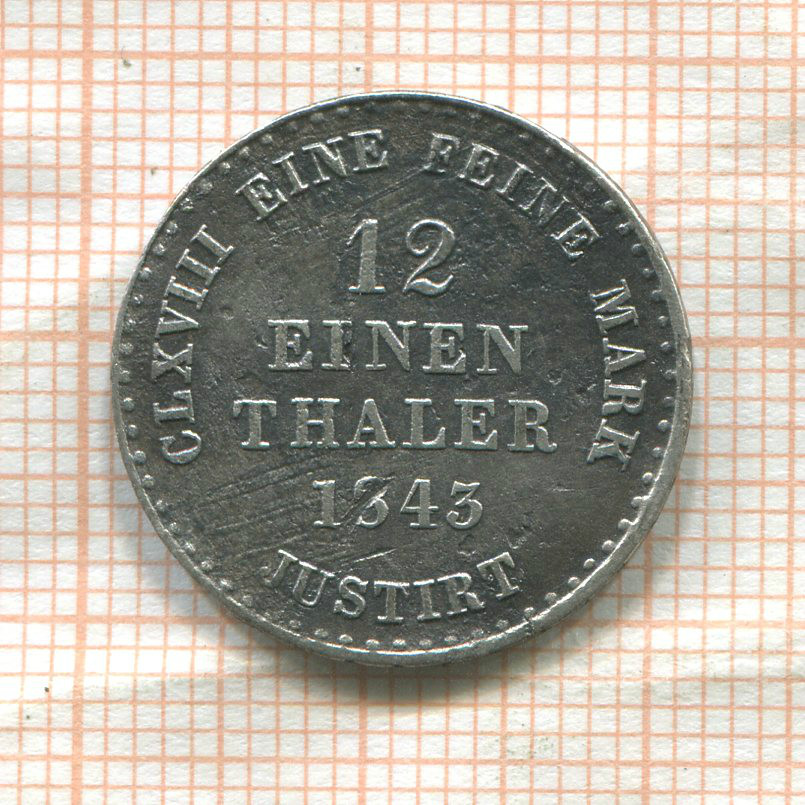 CLXVIII EINE FEINE MARK
12
EINEN
THALER
1843
JUSTIRT